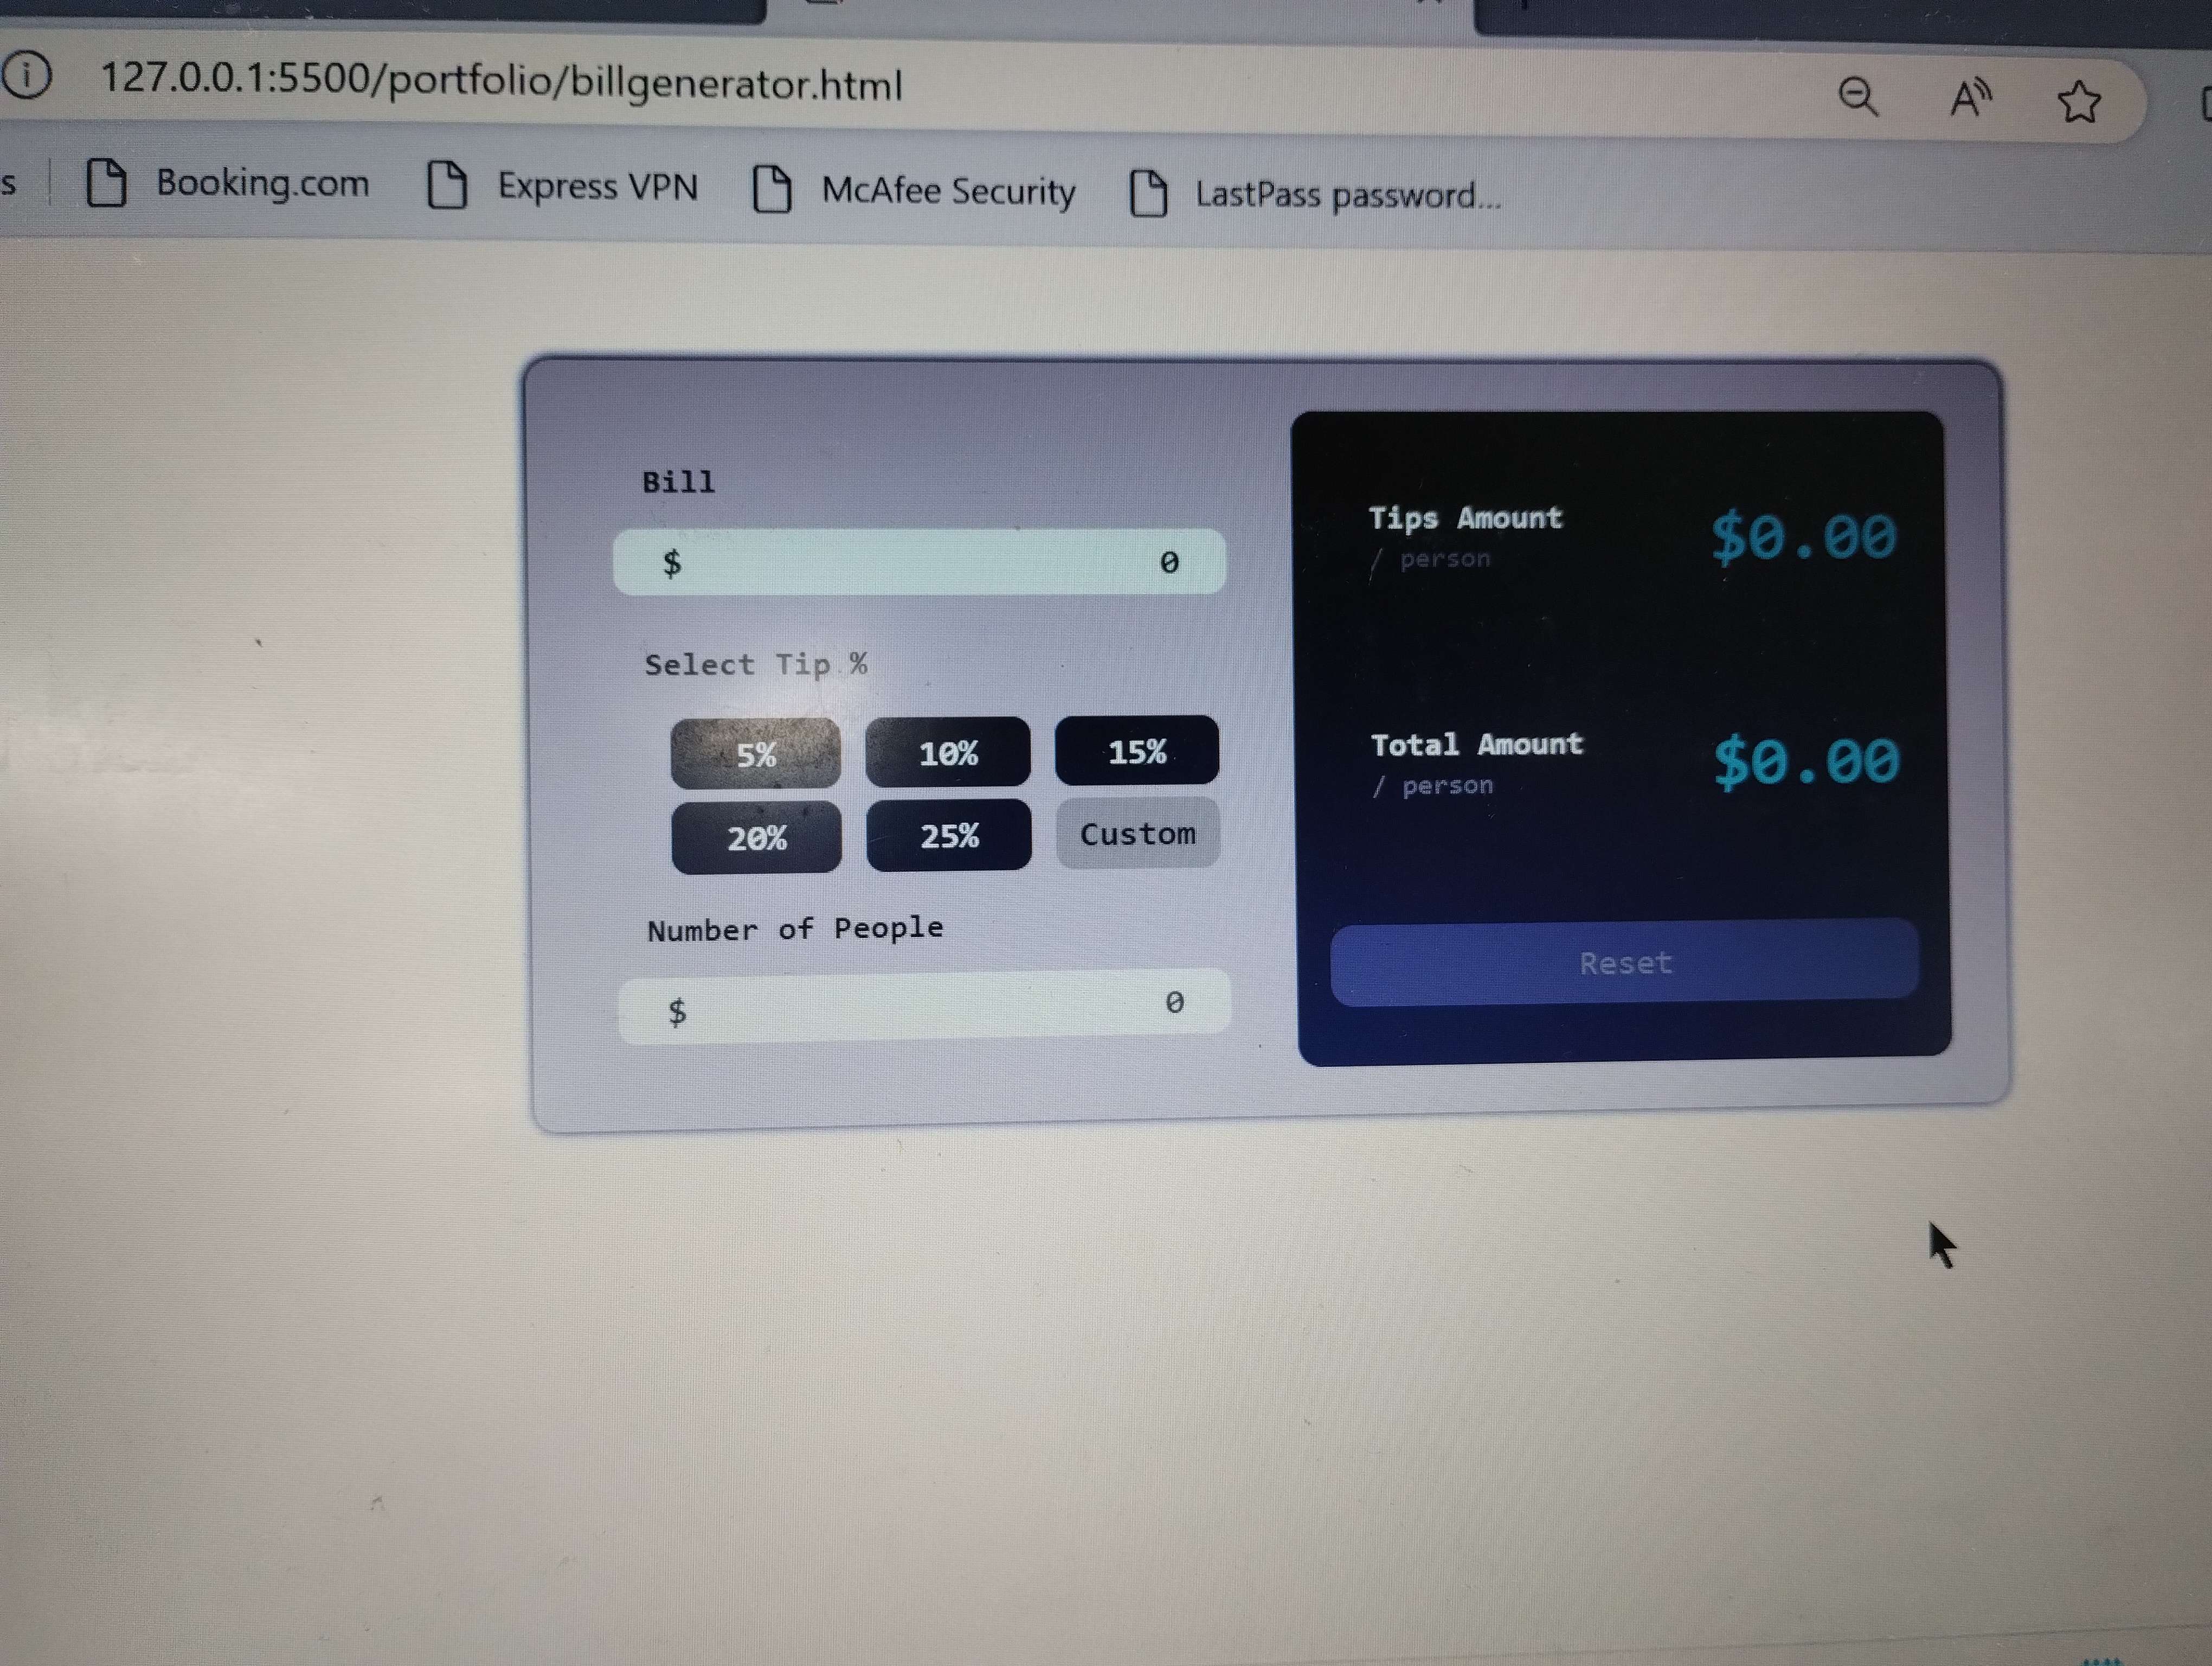 127.0.0.1:5500/portfolio/billgenerator.html
s Booking.com Express VPN McAfee Security LastPass password...
Bill
$ 0
Select Tip %
5% 10% 15%
20% 25% Custom
Number of People
$ 0
Tips Amount $0.00
/ person
Total Amount $0.00
/ person
Reset